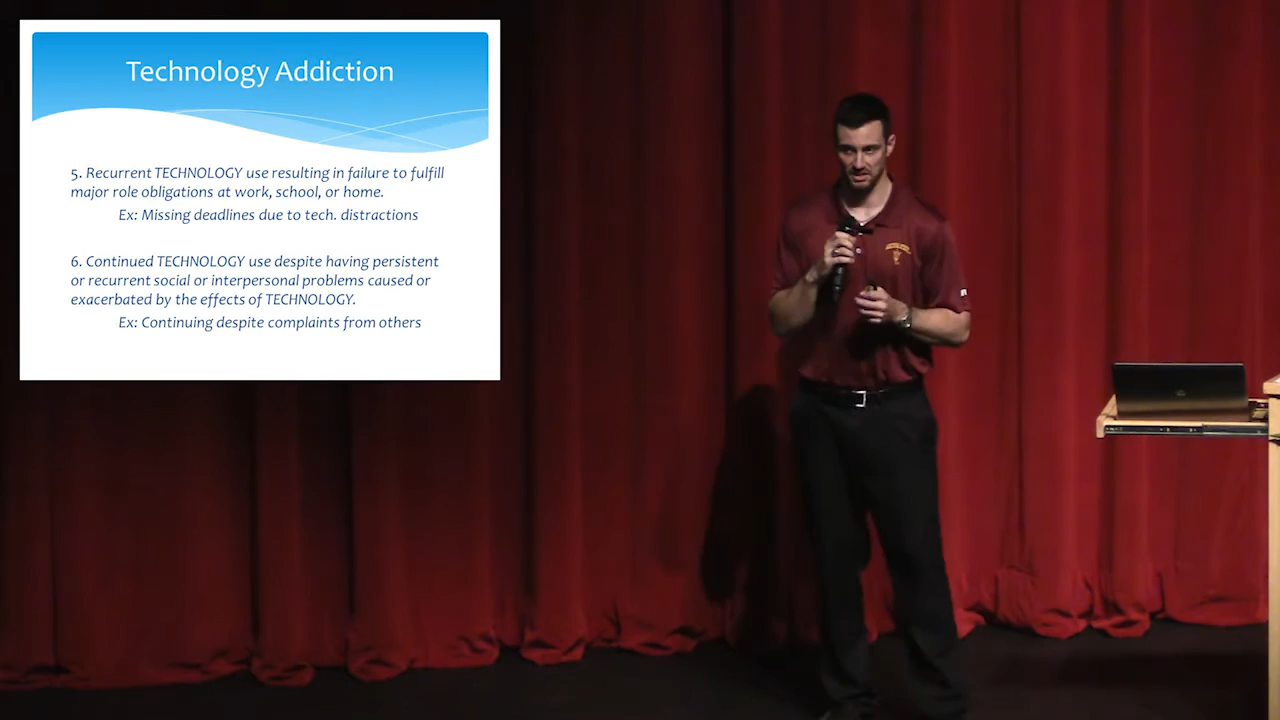 Technology Addiction
5. Recurrent TECHNOLOGY use resulting in failure to fulfill
major role obligations at work, school, or home.
Ex: Missing deadlines due to tech. distractions
6. Continued TECHNOLOGY use despite having persistent
or recurrent social or interpersonal problems caused or
exacerbated by the effects of TECHNOLOGY.
Ex: Continuing despite complaints from others